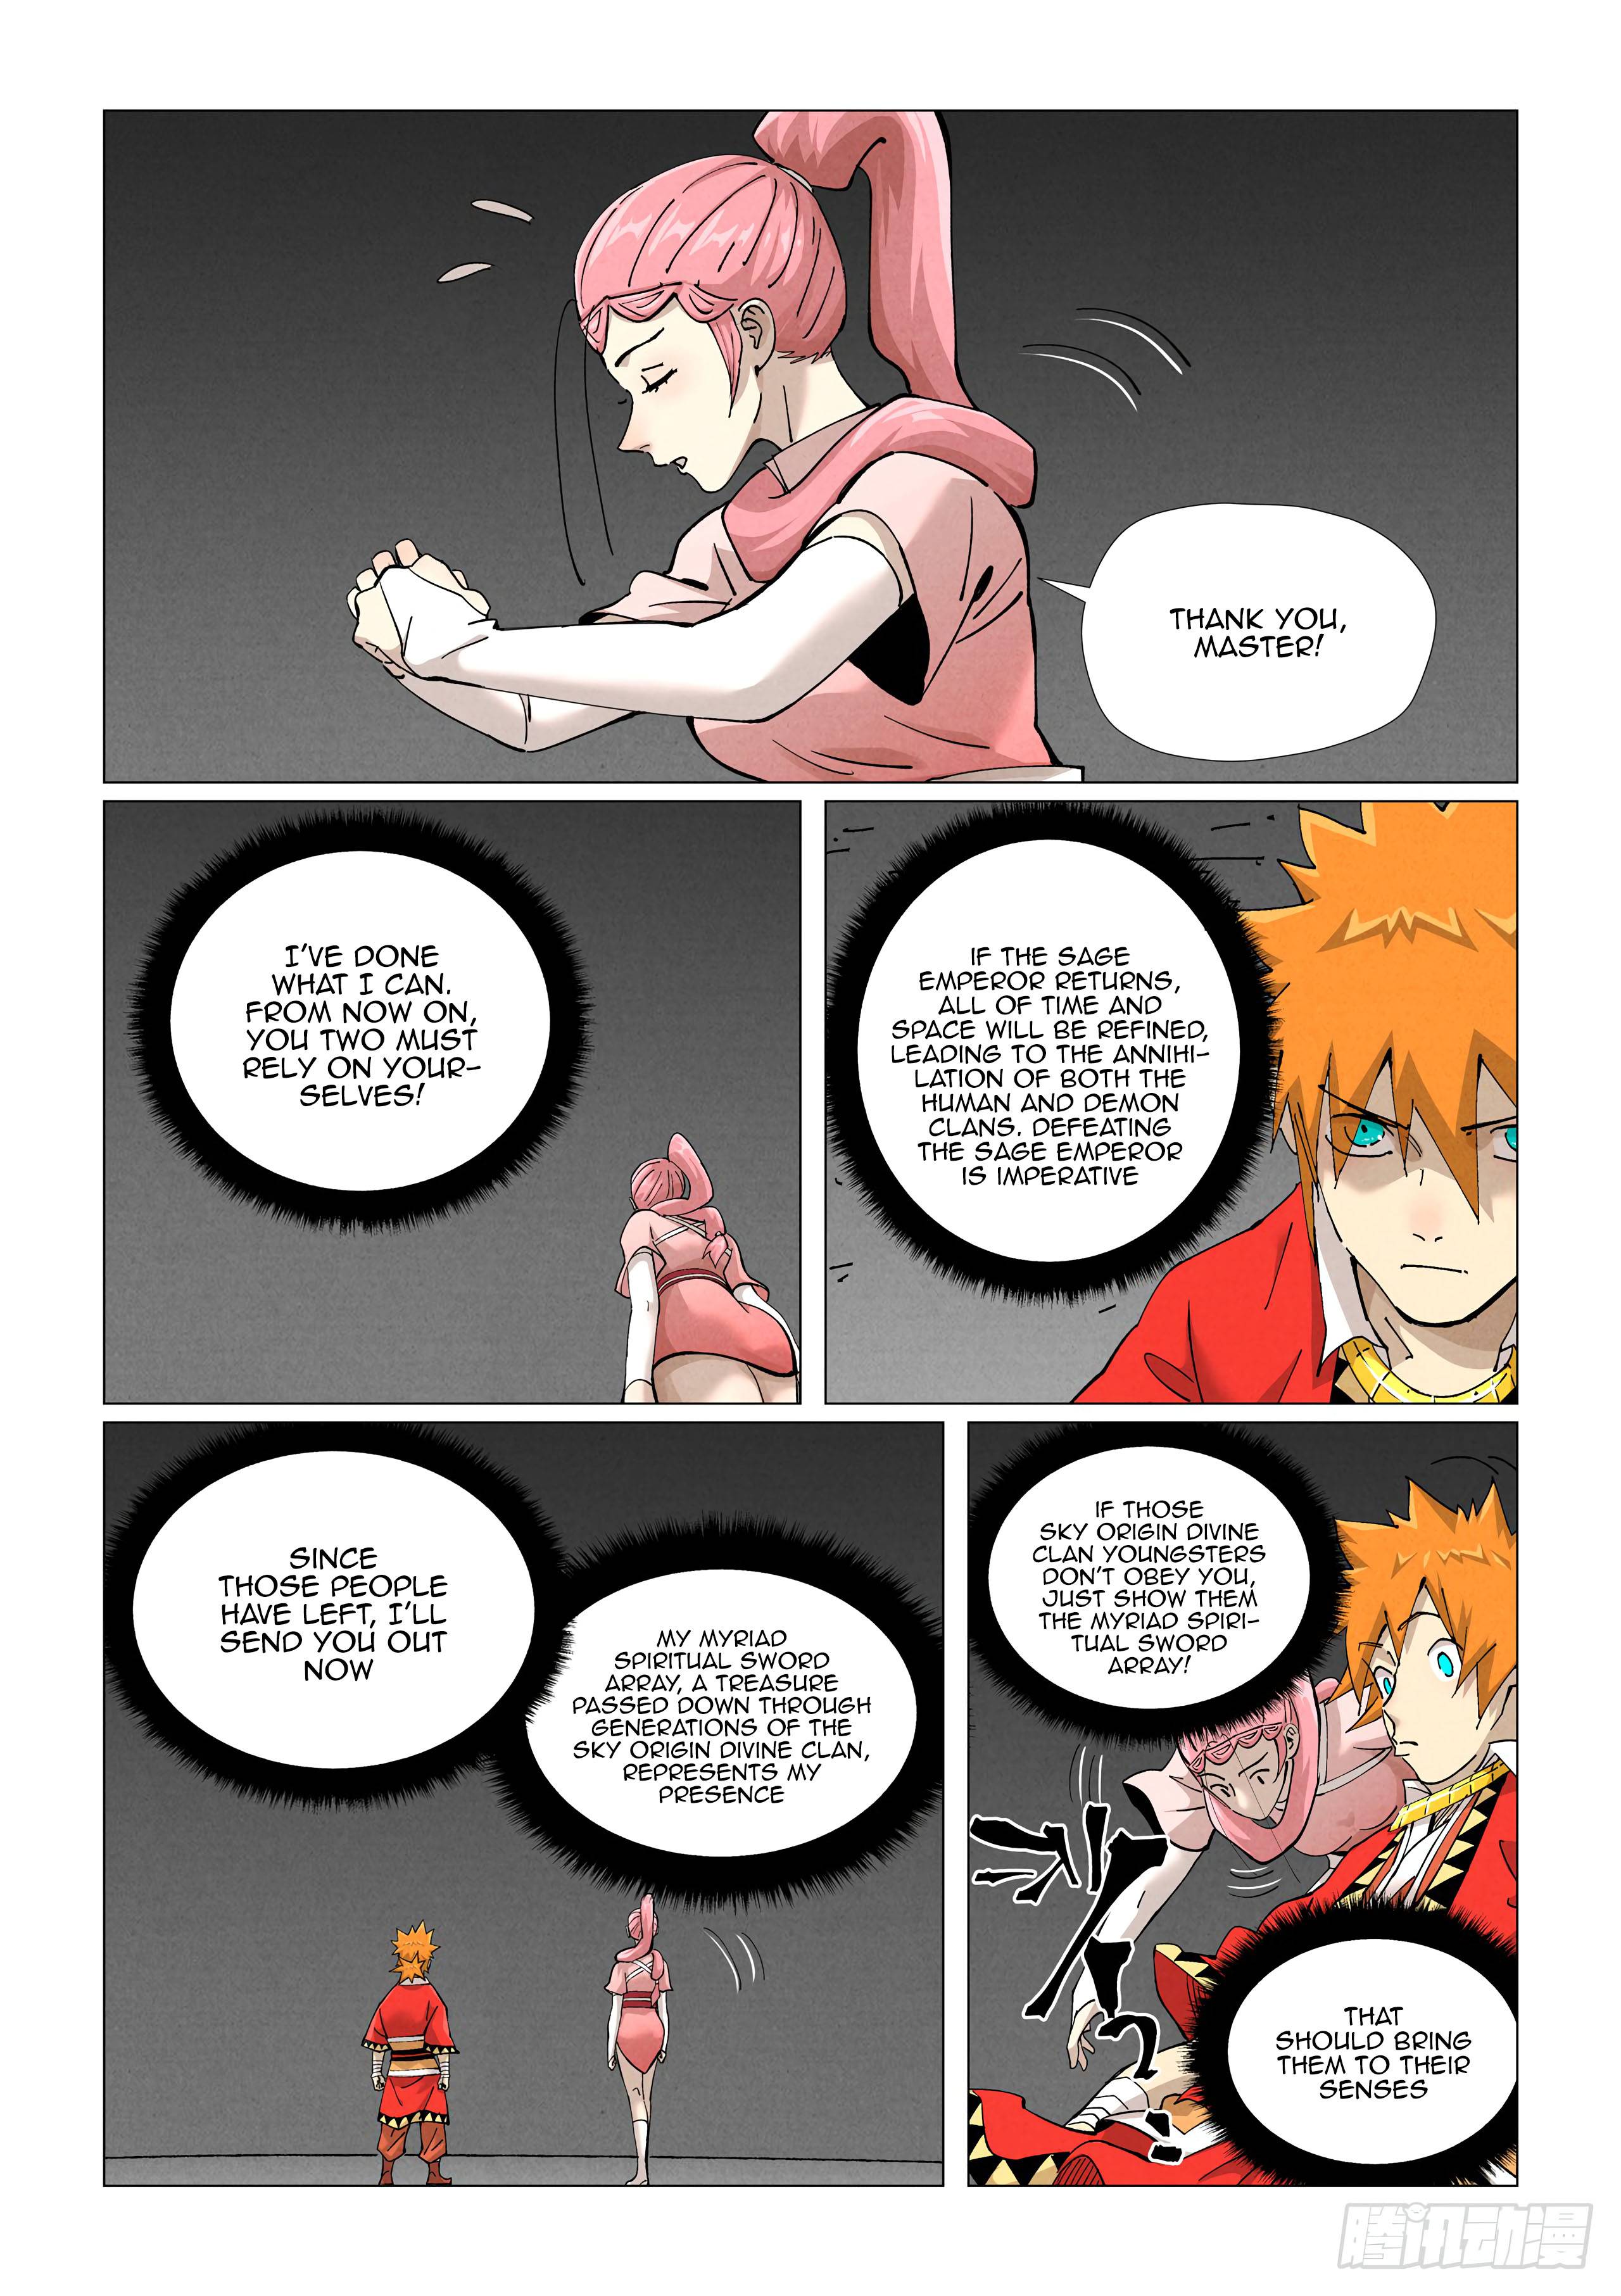 THANK YOU,
MASTER!
I'VE DONE
WHAT I CAN.
FROM NOW ON,
YOU TWO MUST
RELY ON YOUR-
SELVES!
IF THE SAGE
EMPEROR RETURNS,
ALL OF TIME AND
SPACE WILL BE REFINED,
LEADING TO THE ANNIHI-
LATION OF BOTH THE
HUMAN AND DEMON
CLANS. DEFEATING
THE SAGE EMPEROR
IS IMPERATIVE
SINCE
THOSE PEOPLE
HAVE LEFT, I'LL
SEND YOU OUT
NOW
MY MYRIAD
SPIRITUAL SWORD
ARRAY, A TREASURE
PASSED DOWN THROUGH
GENERATIONS OF THE
SKY ORIGIN DIVINE CLAN,
REPRESENTS MY
PRESENCE
IF THOSE
SKY ORIGIN DIVINE
CLAN YOUNGSTERS
DON'T OBEY YOU,
JUST SHOW THEM
THE MYRIAD SPIRI-
TUAL SWORD
ARRAY!
THAT
SHOULD BRING
THEM TO THEIR
SENSES
腾讯动漫